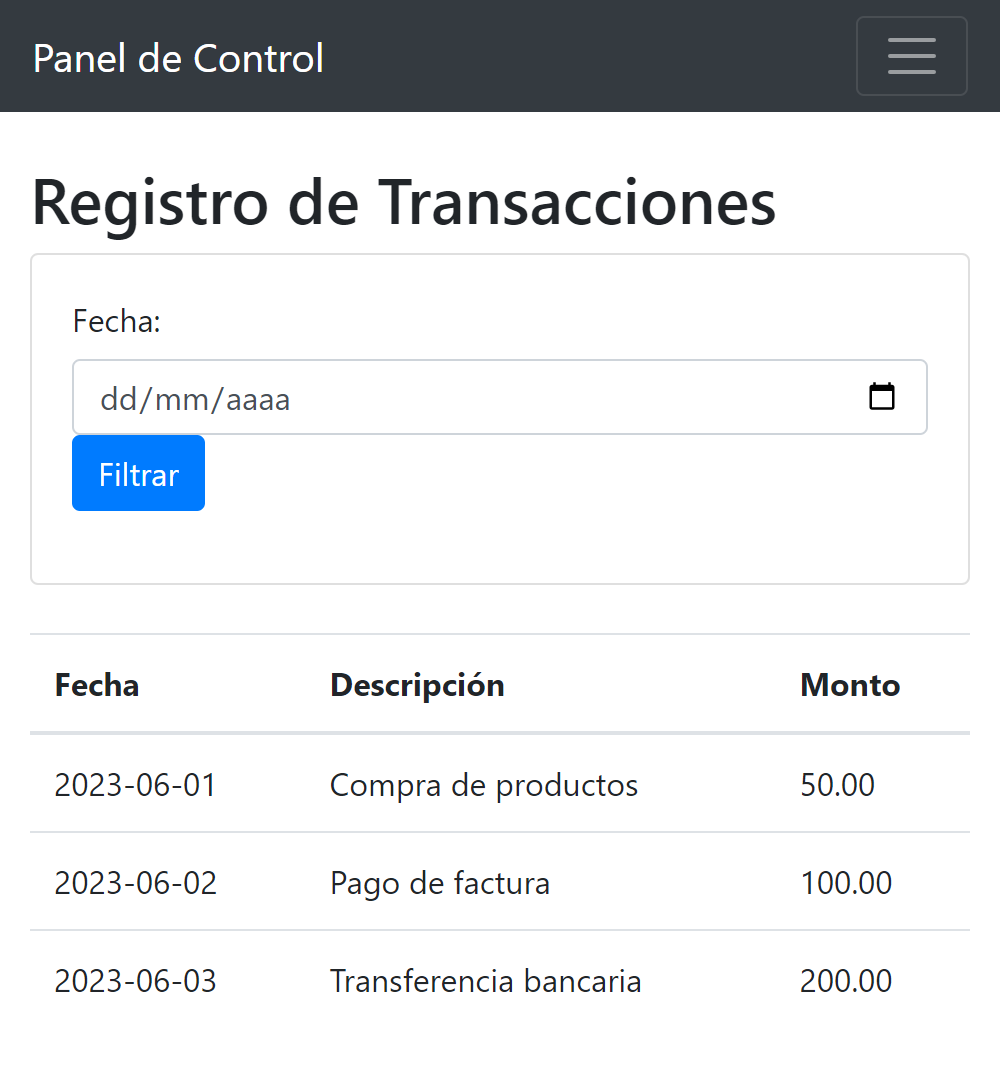 Panel de Control
Registro de Transacciones
Fecha:
dd/mm/aaaa
Filtrar
Fecha Descripción Monto
2023-06-01 Compra de productos 50.00
2023-06-02 Pago de factura 100.00
2023-06-03 Transferencia bancaria 200.00